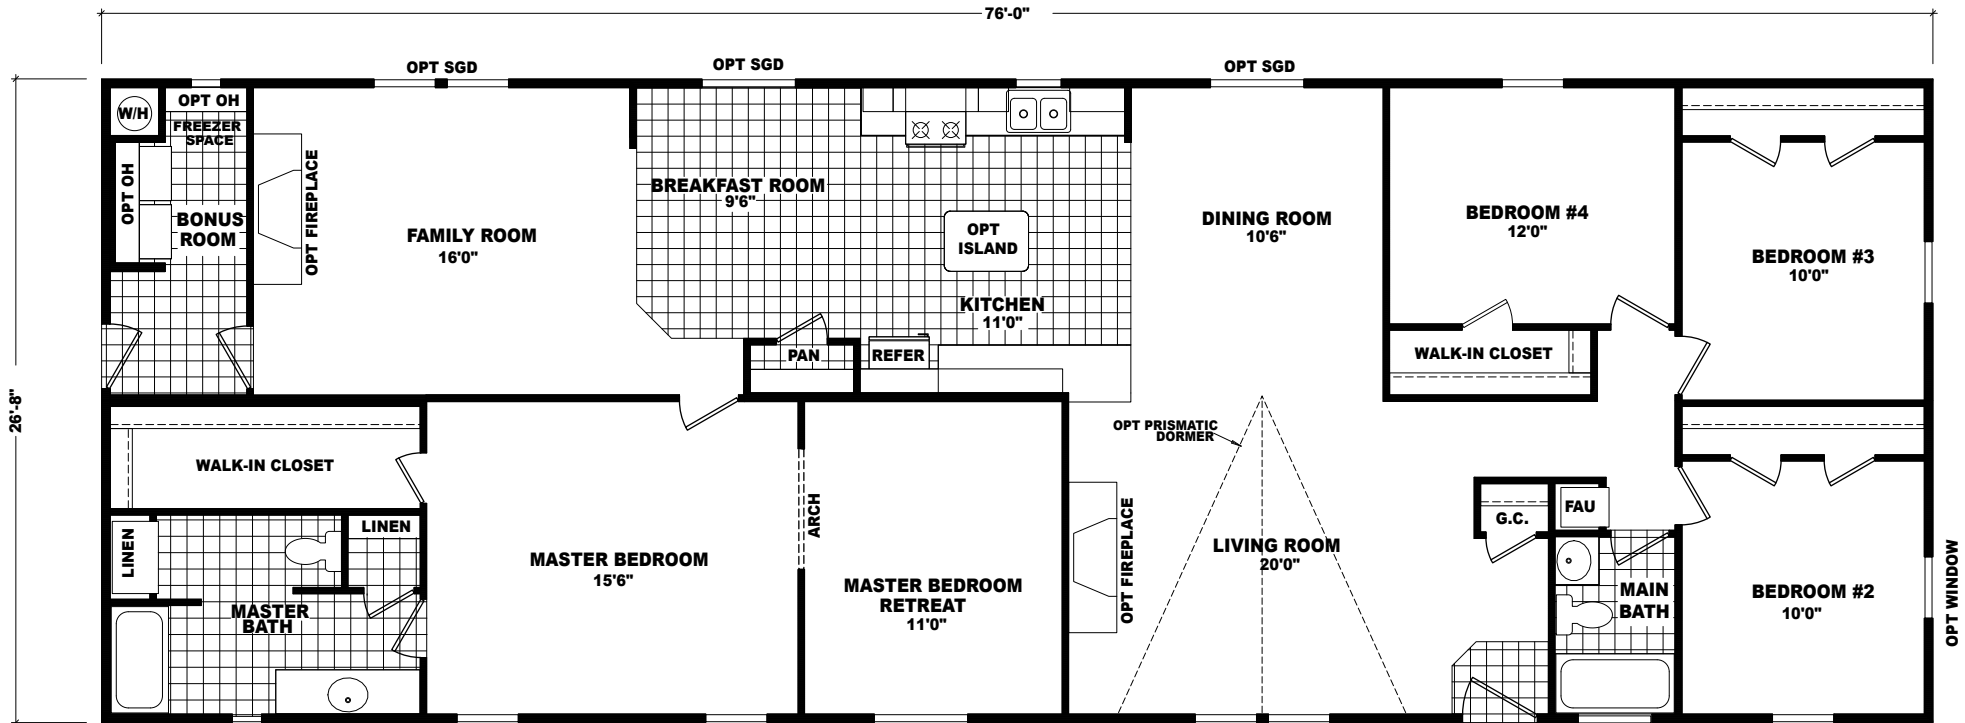 76'-0"
OPT SGD
OPT SGD
OPT SGD
W/H
OPT OH
FREEZER
SPACE
OPT OH
BONUS
ROOM
OPT FIREPLACE
FAMILY ROOM
16'0"
BREAKFAST ROOM
9'6"
OPT
ISLAND
KITCHEN
11'0"
PAN
REFER
DINING ROOM
10'6"
BEDROOM #4
12'0"
WALK-IN CLOSET
BEDROOM #3
10'0"
26'-8"
WALK-IN CLOSET
LINEN
LINEN
MASTER
BATH
MASTER BEDROOM
15'6"
ARCH
MASTER BEDROOM
RETREAT
11'0"
OPT FIREPLACE
OPT PRISMATIC
DORMER
LIVING ROOM
20'0"
G.C.
FAU
MAIN
BATH
BEDROOM #2
10'0"
OPT WINDOW